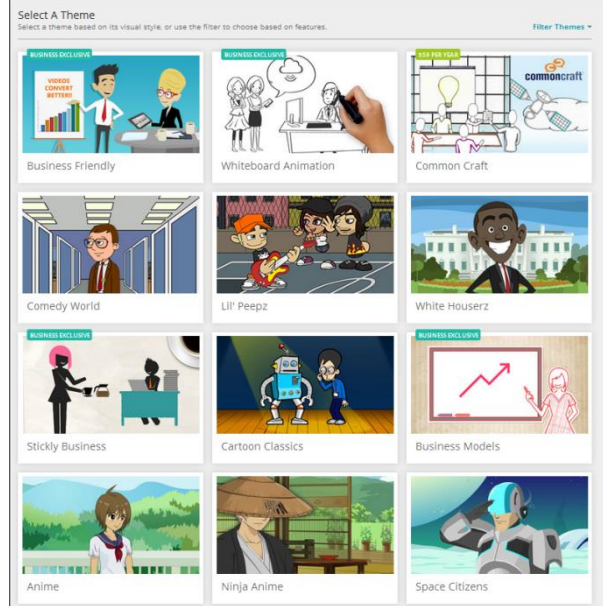 Select A Theme
Select a theme based on its visual style, or use the filter to choose based on features.
Filter Themes
BUSINESS EXCLUSIVE
BUSINESS EXCLUSIVE
$59 PER YEAR
VIDEOS
CONVERT
BETTER!!
commoncraft
Business Friendly
Whiteboard Animation
Common Craft
Comedy World
Lil' Peepz
White Houserz
BUSINESS EXCLUSIVE
BUSINESS EXCLUSIVE
Stickly Business
Cartoon Classics
Business Models
Anime
Ninja Anime
Space Citizens